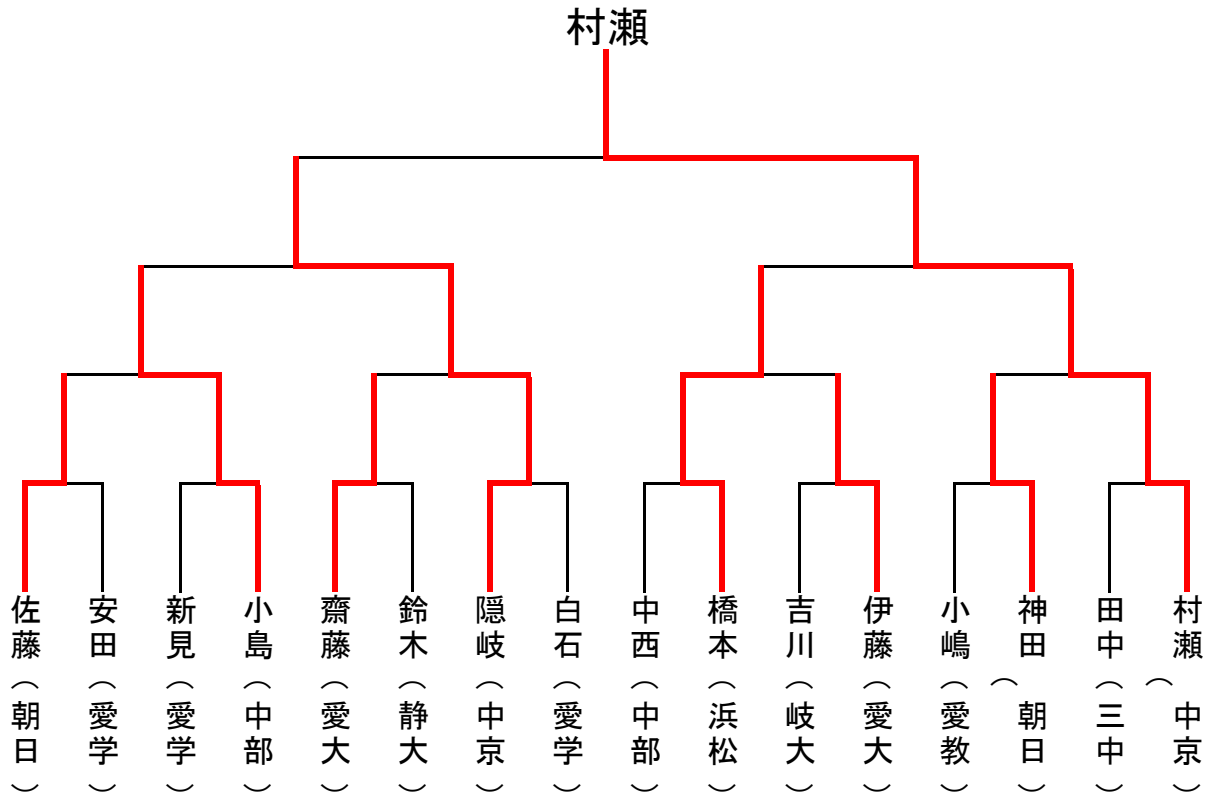 村瀬
佐藤（朝日）
安田（愛学）
新見（愛学）
小島（中部）
齋藤（愛大）
鈴木（静大）
隠岐（中京）
白石（愛学）
中西（中部）
橋本（浜松）
吉川（岐大）
伊藤（愛大）
小嶋（愛教）
神田（朝日）
田中（三中）
村瀬（中京）